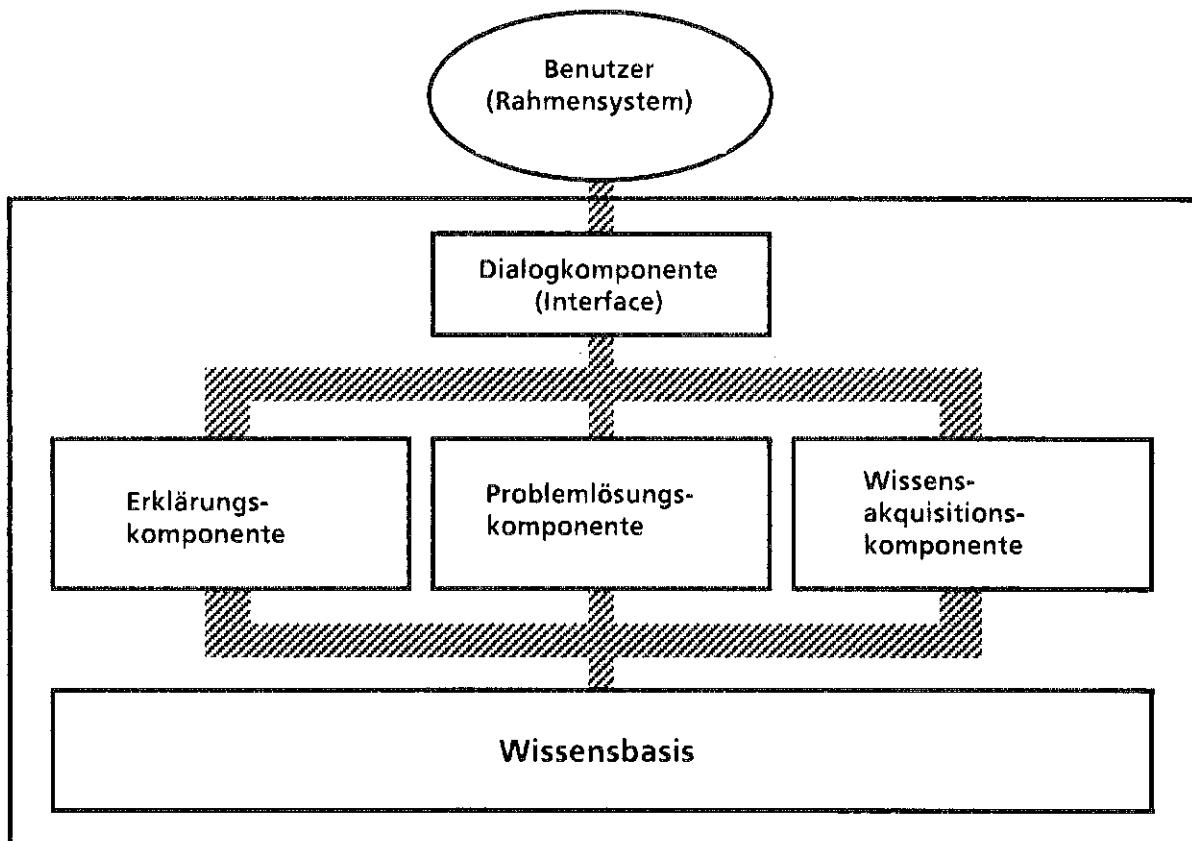 Benutzer
(Rahmensystem)
Dialogkomponente
(Interface)
Erklärungs-
komponente
Problemlösungs-
komponente
Wissens-
akquisitions-
komponente
Wissensbasis